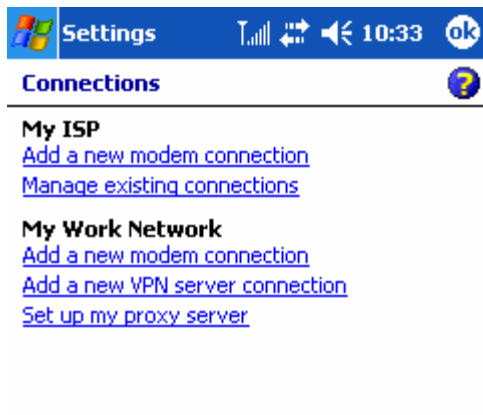 Settings 10:33 ok
Connections ?
My ISP
Add a new modem connection
Manage existing connections
My Work Network
Add a new modem connection
Add a new VPN server connection
Set up my proxy server